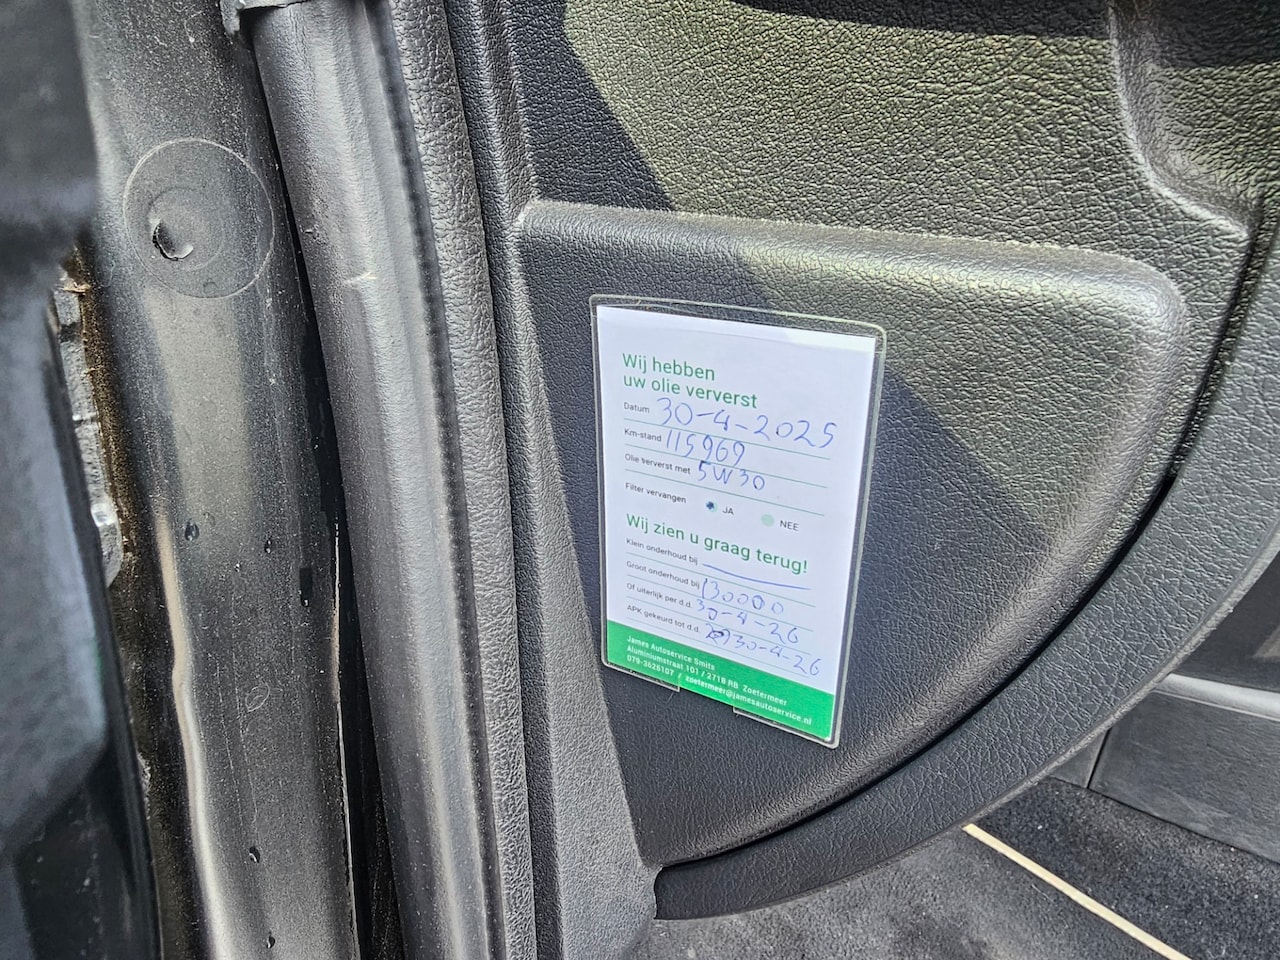 Wij hebben
uw olie ververst
Datum 30-4-2025
Km-stand 115969
Olie ververst met 5W30
Filter vervangen JA NEE
Wij zien u graag terug!
Klein onderhoud bij
Groot onderhoud bij 130000
Of uiterlijk per d.d. 30-4-26
APK gekeurd tot d.d. 30-4-26
James Autoservice Smits
Aluminiumstraat 101 / 2718 RB Zoetermeer
079-3626107 / zoetermeer@jamesautoservice.nl